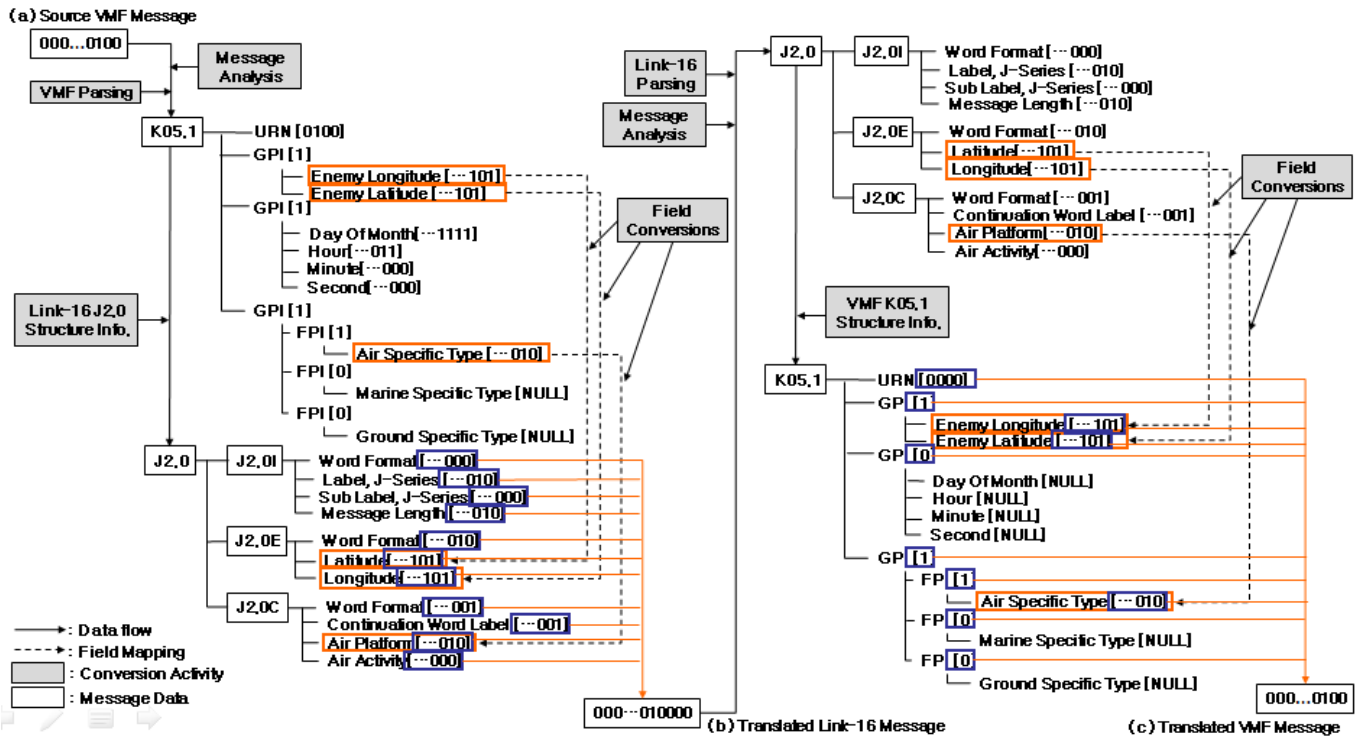 (a) Source VMF Message
000...0100
Message
Analysis
VMF Parsing
K05.1
URN [0100]
GPI [1]
Enemy Longitude [···101]
Enemy Latitude [···101]
GPI [1]
Day Of Month[···1111]
Hour[···011]
Minute[···000]
Second[···000]
Field
Conversions
Link-16 J2.0
Structure Info.
GPI [1]
FPI [1]
Air Specific Type [···010]
FPI [0]
Marine Specific Type [NULL]
FPI [0]
Ground Specific Type [NULL]
J2.0
J2.0I
Word Format[···000]
Label, J-Series[···010]
Sub Label, J-Series[···000]
Message Length[···010]
J2.0E
Word Format[···010]
Latitude[···101]
Longitude[···101]
J2.0C
Word Format[···001]
Continuation Word Label [···001]
Air Platform[···010]
Air Activity[···000]
: Data flow
: Field Mapping
: Conversion Activity
: Message Data
000···010000
(b) Translated Link-16 Message
Link-16
Parsing
Message
Analysis
J2.0
J2.0I
Word Format[···000]
Label, J-Series [···010]
Sub Label, J-Series [···000]
Message Length [···010]
J2.0E
Word Format[···010]
Latitude[···101]
Longitude[···101]
J2.0C
Word Format[···001]
Continuation Word Label [···001]
Air Platform[···010]
Air Activity[···000]
Field
Conversions
VMF K05.1
Structure Info.
K05.1
URN [0000]
GP [1
Enemy Longitude [···101]
Enemy Latitude [···101]
GP [0
Day Of Month [NULL]
Hour [NULL]
Minute [NULL]
Second [NULL]
GP [1
FP [1
Air Specific Type [···010]
FP [0
Marine Specific Type [NULL]
FP [0
Ground Specific Type [NULL]
000...0100
(c) Translated VMF Message